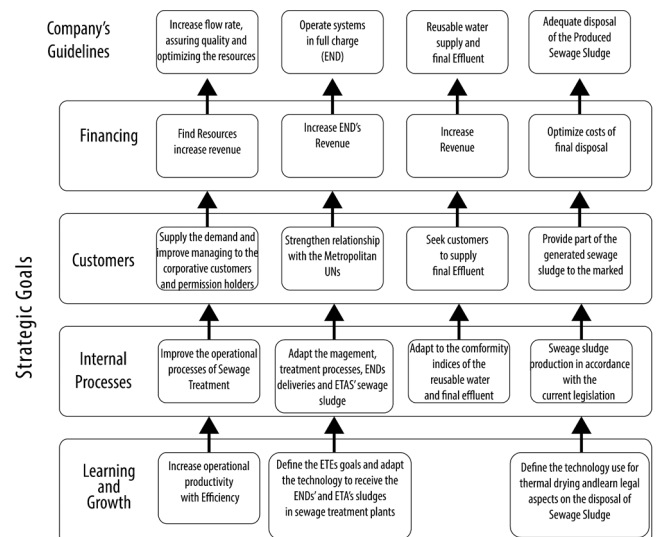 Company's
Guidelines
Increase flow rate,
assuring quality and
optimizing the resources
Operate systems
in full charge
(END)
Reusable water
supply and
final Effluent
Adequate disposal
of the Produced
Sewage Sludge
Strategic Goals
Financing
Find Resources
increase revenue
Increase END's
Revenue
Increase
Revenue
Optimize costs of
final disposal
Customers
Supply the demand and
improve managing to the
corporative customers
and permission holders
Strengthen relationship
with the Metropolitan
UNs
Seek customers
to supply
final Effluent
Provide part of the
generated sewage
sludge to the marked
Internal
Processes
Improve the operational
processes of Sewage
Treatment
Adapt the magement,
treatment processes, ENDs
deliveries and ETAS' sewage
sludge
Adapt to the comformity
indices of the
reusable water
and final effluent
Sweage sludge
production in accordance
with the
current legislation
Learning
and
Growth
Increase operational
productivity
with Efficiency
Define the ETEs goals and adapt
the technology to receive the
ENDs' and ETA's sludges
in sewage treatment plants
Define the technology use for
thermal drying andlearn legal
aspects on the disposal of
Sewage Sludge